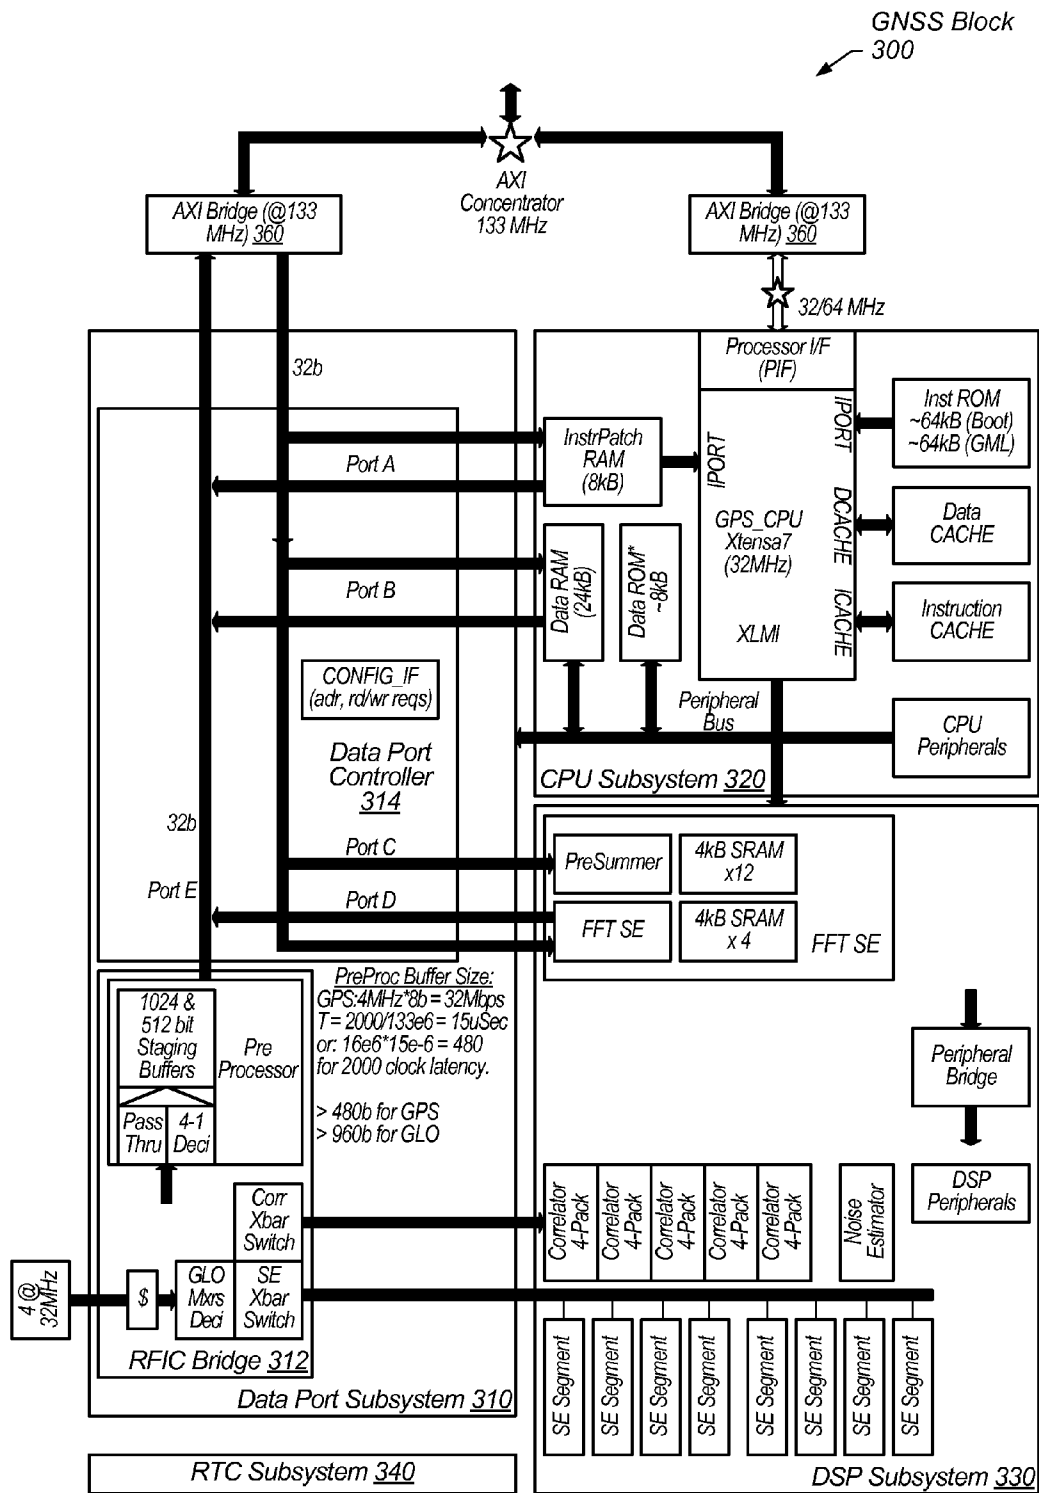 GNSS Block
300
AXI
Concentrator
133 MHz
AXI Bridge (@133
MHz) 360
AXI Bridge (@133
MHz) 360
32/64 MHz
32b
Processor I/F
(PIF)
IPORT
Inst ROM
~64kB (Boot)
~64kB (GML)
InstrPatch
RAM
(8kB)
IPORT
Port A
GPS_CPU
Xtensa7
(32MHz)
DCACHE
Data
CACHE
Data RAM
(24kB)
Data ROM*
~8kB
Port B
ICACHE
Instruction
CACHE
XLMI
CONFIG_IF
(adr, rd/wr reqs)
Peripheral
Bus
CPU
Peripherals
Data Port
Controller
314
CPU Subsystem 320
32b
Port C
PreSummer
4kB SRAM
x12
Port E
Port D
FFT SE
4kB SRAM
x 4
FFT SE
PreProc Buffer Size:
GPS:4MHz*8b = 32Mbps
T = 2000/133e6 = 15uSec
or: 16e6*15e-6 = 480
for 2000 clock latency.
> 480b for GPS
> 960b for GLO
1024 &
512 bit
Staging
Buffers
Pre
Processor
Pass
Thru
4-1
Deci
Peripheral
Bridge
DSP
Peripherals
Corr
Xbar
Switch
Correlator
4-Pack
Correlator
4-Pack
Correlator
4-Pack
Correlator
4-Pack
Correlator
4-Pack
Noise
Estimator
4 @
32MHz
$
GLO
Mxrs
Deci
SE
Xbar
Switch
RFIC Bridge 312
SE Segment
SE Segment
SE Segment
SE Segment
SE Segment
SE Segment
SE Segment
SE Segment
Data Port Subsystem 310
RTC Subsystem 340
DSP Subsystem 330